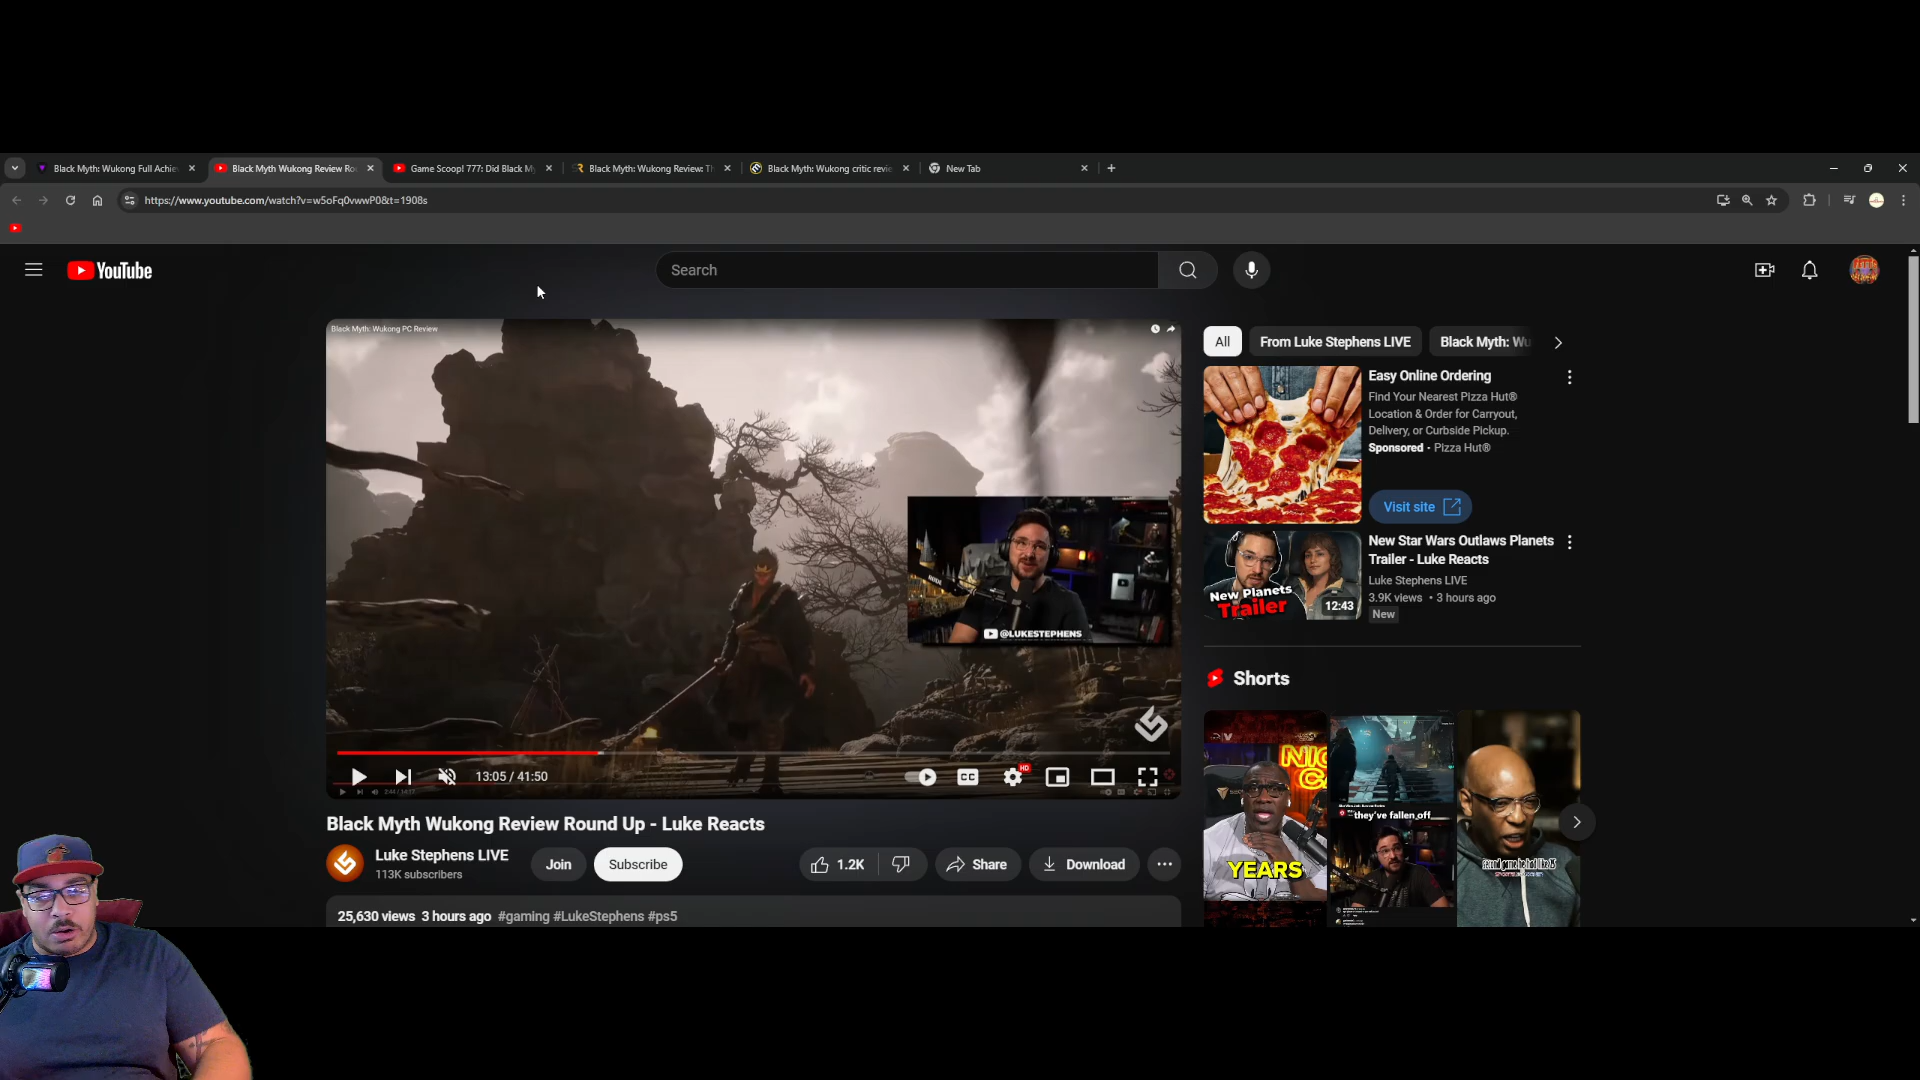 Black Myth: Wukong Full Achie
Black Myth Wukong Review Ro
Game Scoop! 777: Did Black M
Black Myth: Wukong Review: Th
Black Myth: Wukong critic revie
New Tab
https://www.youtube.com/watch?v=w5oFq0vwwP0&t=1908s
YouTube
Search
Black Myth: Wukong PC Review
@LUKESTEPHENS
13:05 / 41:50
CC
HD
Black Myth Wukong Review Round Up - Luke Reacts
Luke Stephens LIVE
113K subscribers
Join
Subscribe
1.2K
Share
Download
25,630 views 3 hours ago #gaming #LukeStephens #ps5
All
From Luke Stephens LIVE
Black Myth: Wu
Easy Online Ordering
Find Your Nearest Pizza Hut®
Location & Order for Carryout,
Delivery, or Curbside Pickup.
Sponsored · Pizza Hut®
Visit site
New Planets
Trailer
12:43
New Star Wars Outlaws Planets
Trailer - Luke Reacts
Luke Stephens LIVE
3.9K views • 3 hours ago
New
Shorts
YEARS
they've fallen off